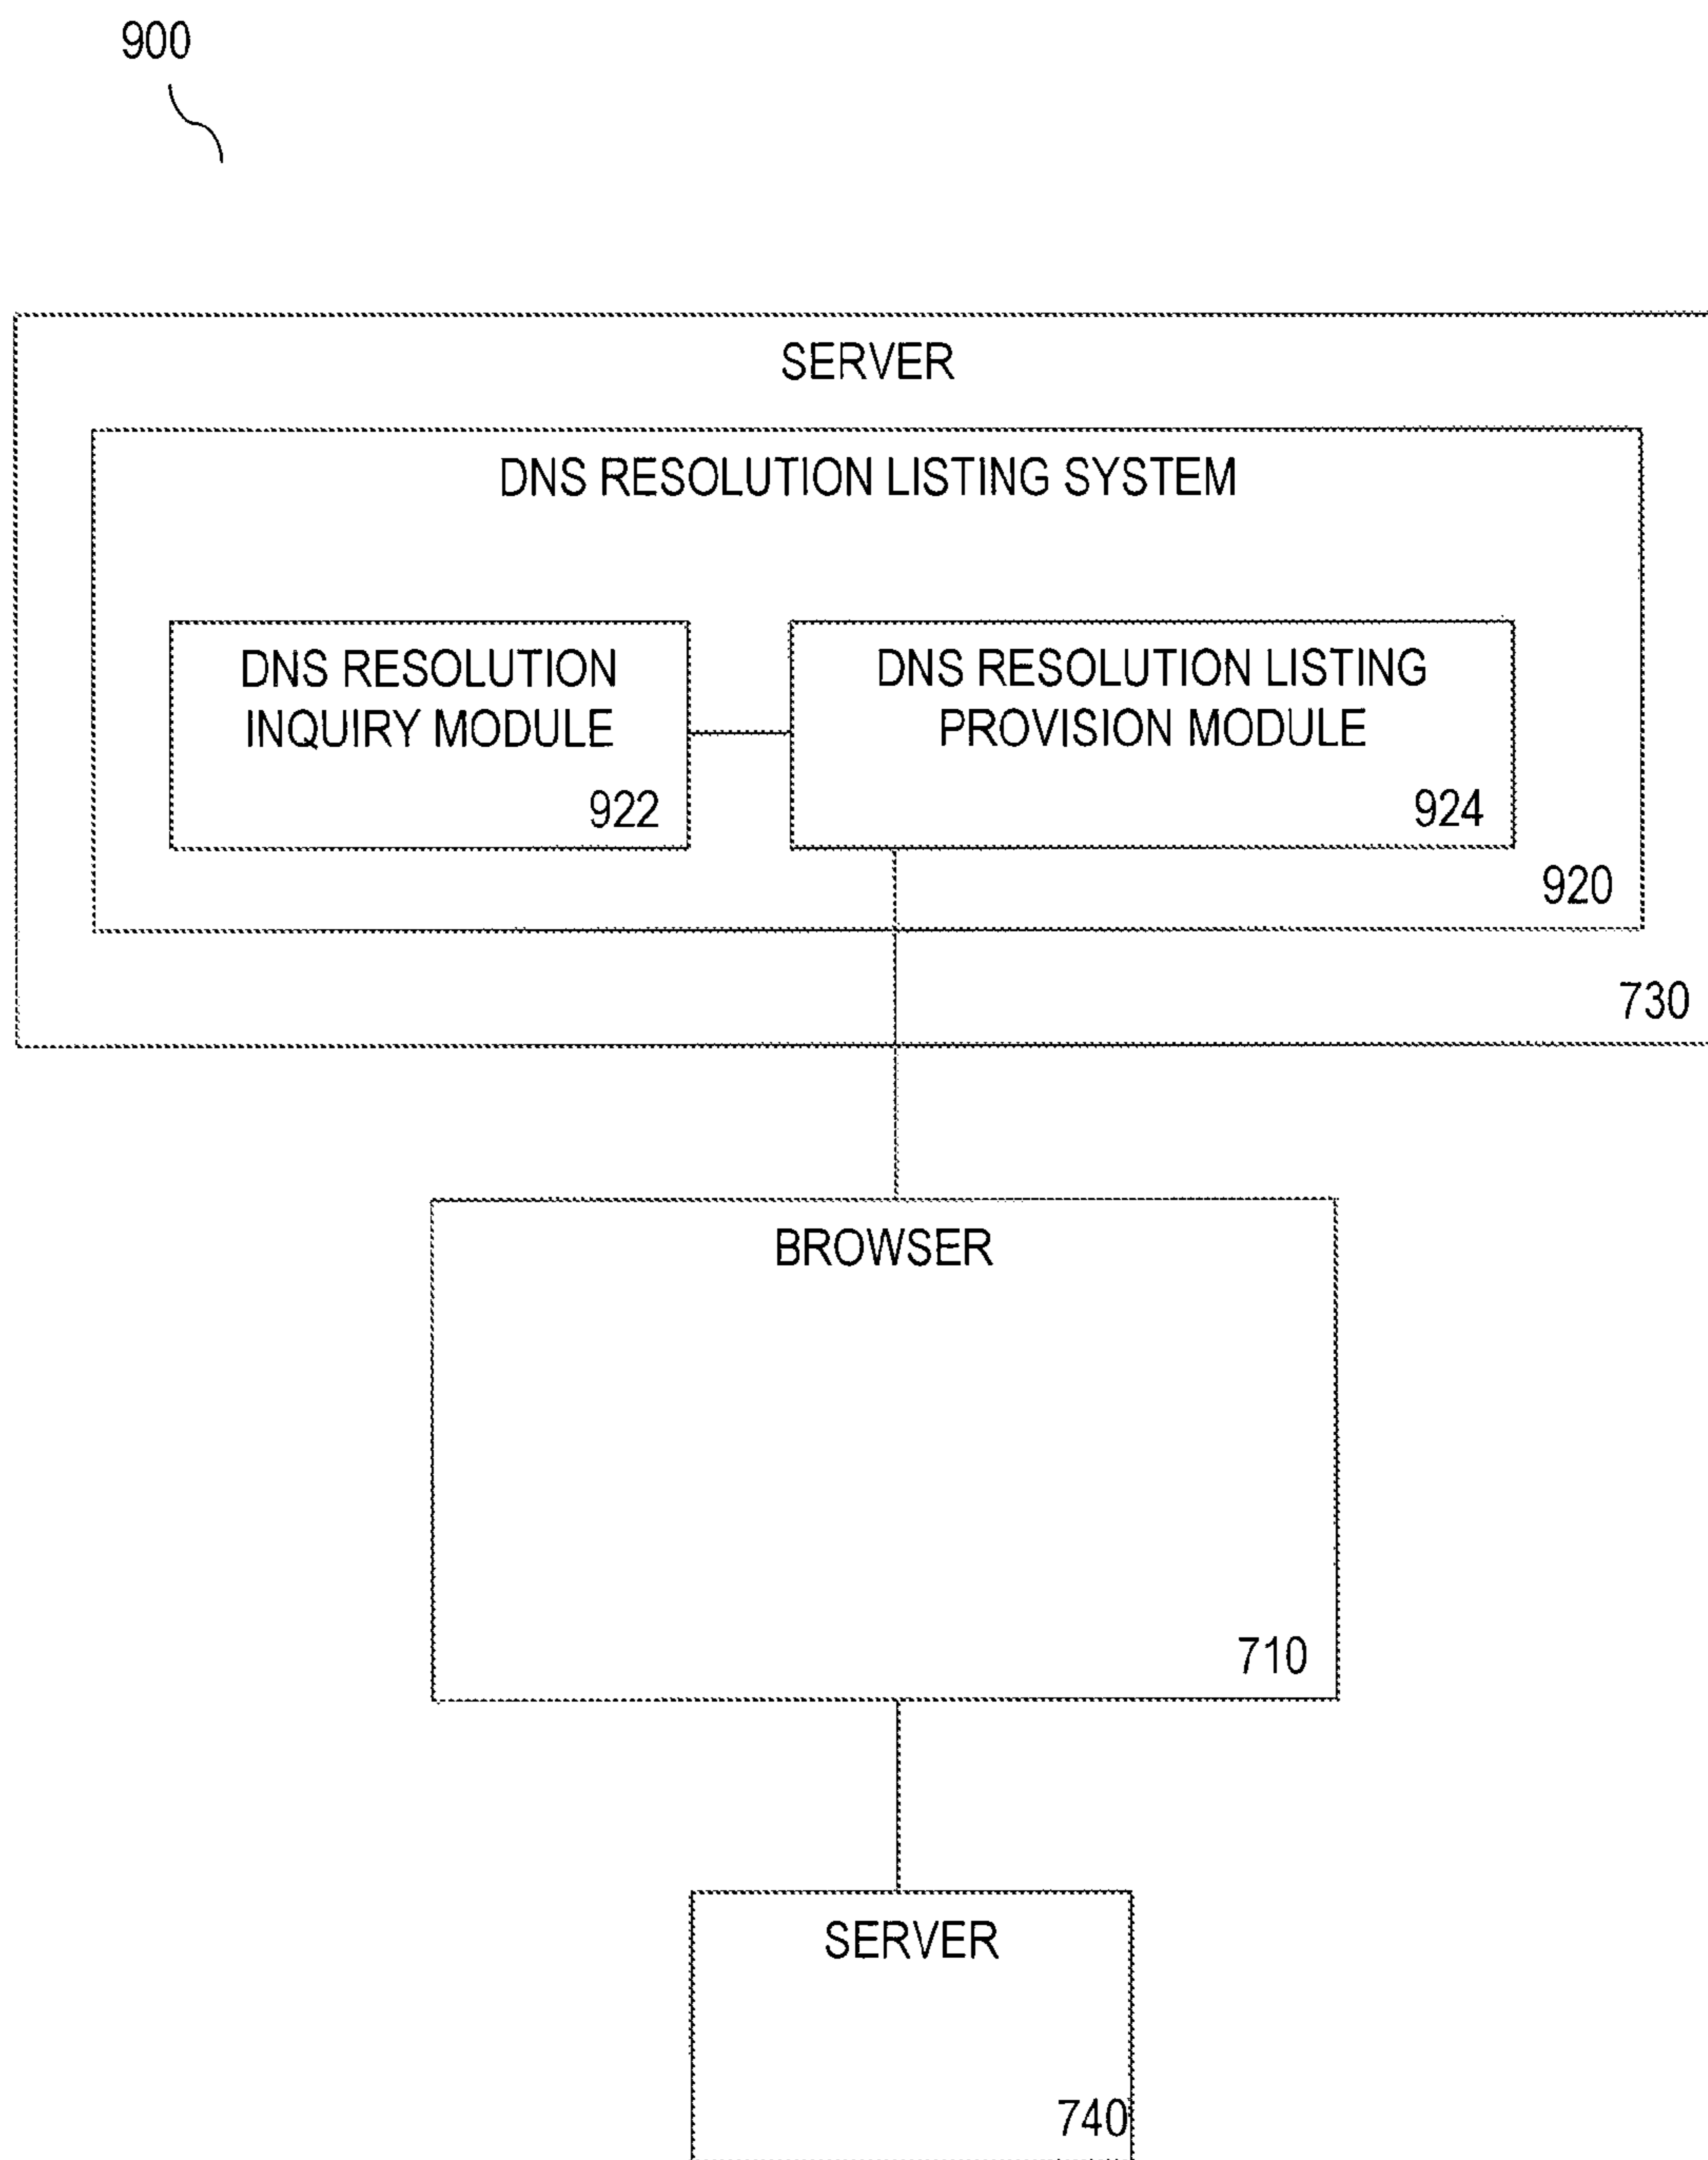 900
SERVER
DNS RESOLUTION LISTING SYSTEM
DNS RESOLUTION
INQUIRY MODULE
922
DNS RESOLUTION LISTING
PROVISION MODULE
924
920
730
BROWSER
710
SERVER
740